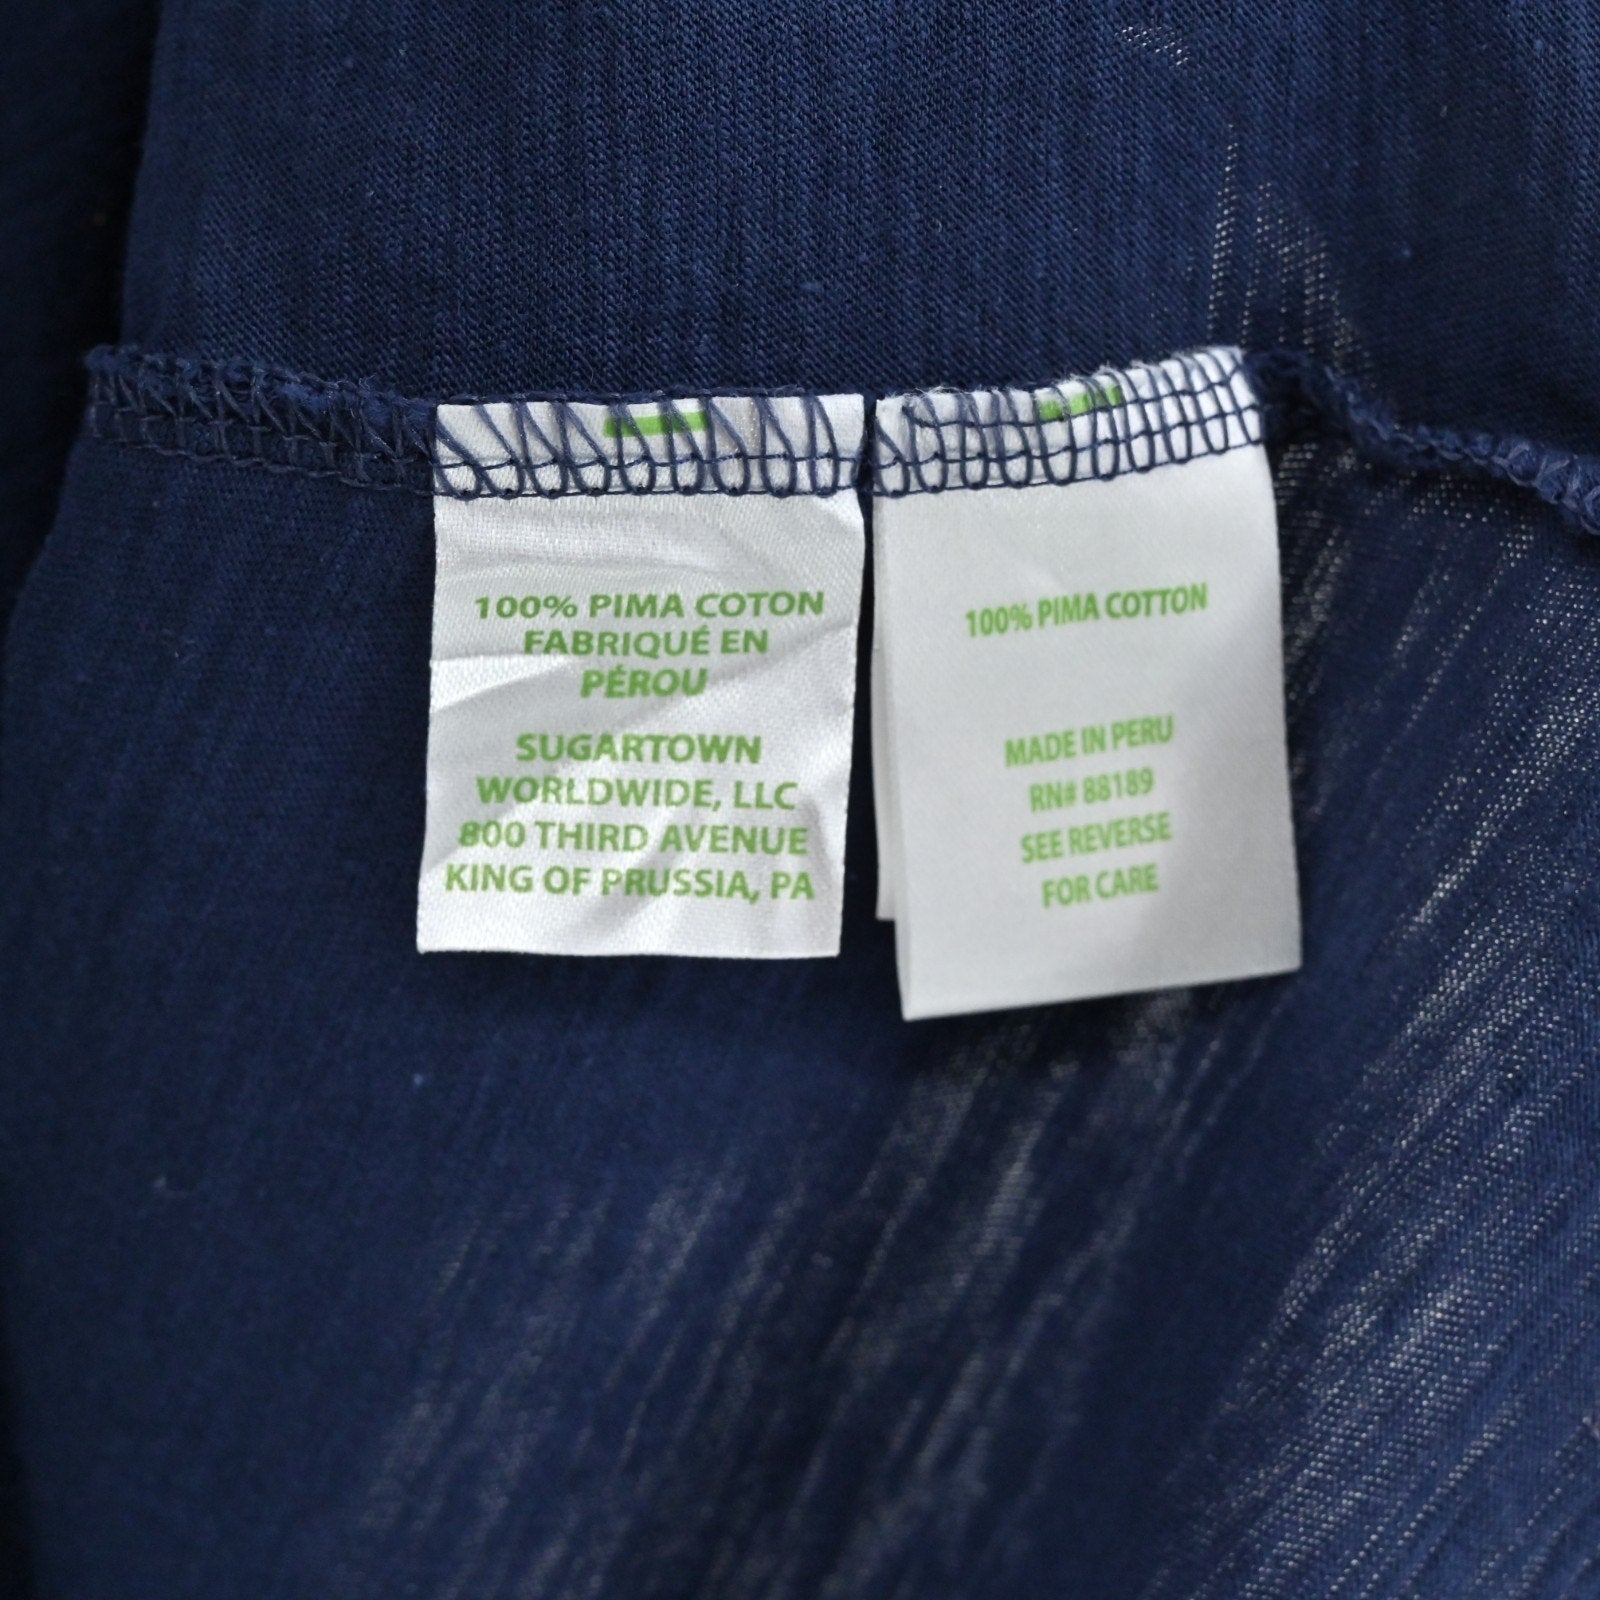 100% PIMA COTON
FABRIQUÉ EN
PÉROU
SUGARTOWN
WORLDWIDE, LLC
800 THIRD AVENUE
KING OF PRUSSIA, PA
100% PIMA COTTON
MADE IN PERU
RN# 88189
SEE REVERSE
FOR CARE